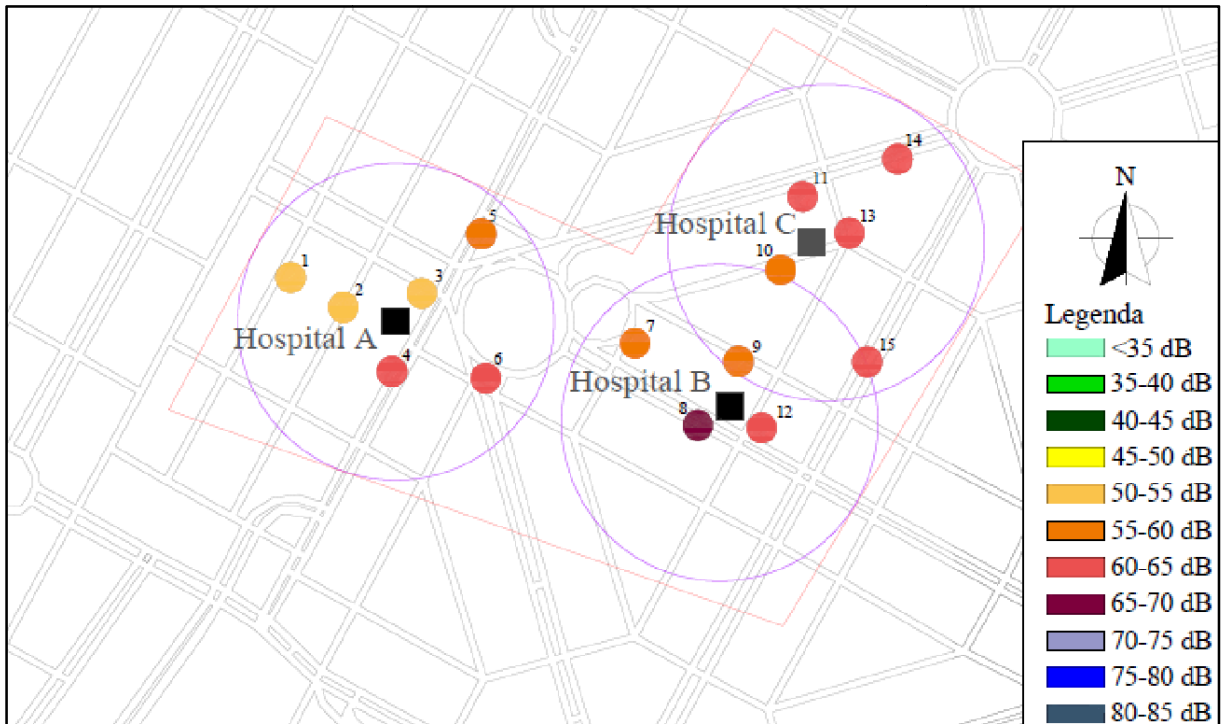 14
11
Hospital C
13
10
5
1
2
3
Hospital A
4
6
7
9
15
Hospital B
8
12
N
Legenda
<35 dB
35-40 dB
40-45 dB
45-50 dB
50-55 dB
55-60 dB
60-65 dB
65-70 dB
70-75 dB
75-80 dB
80-85 dB